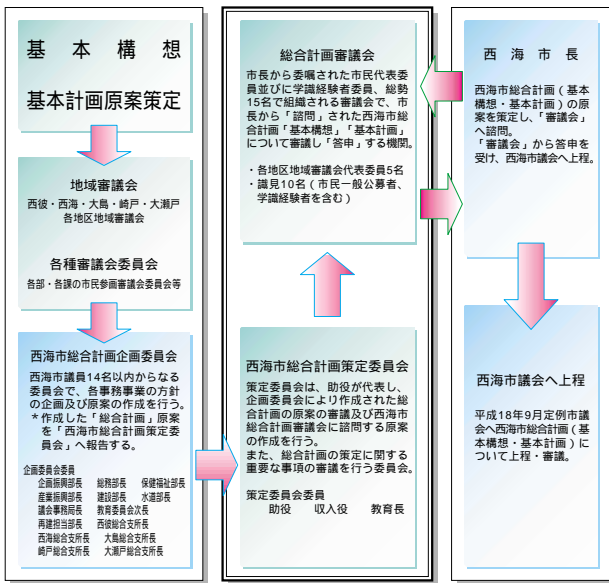 基本構想
基本計画原案策定
地域審議会
西彼・西海・大島・崎戸・大瀬戸
各地区地域審議会
各種審議会委員会
各部・各課の市民参画審議会委員会等
西海市総合計画企画委員会
西海市議員14名以内からなる
委員会で、各事務事業の方針
の企画及び原案の作成を行う。
*作成した「総合計画」原案
を「西海市総合計画策定委
員会」へ報告する。
企画委員会委員
企画振興部長 総務部長 保健福祉部長
産業振興部長 建設部長 水道部長
議会事務局長 教育委員会次長
再建担当部長 西彼総合支所長
西海総合支所長 大島総合支所長
崎戸総合支所長 大瀬戸総合支所長
総合計画審議会
市長から委嘱された市民代表委
員並びに学識経験者委員、総勢
15名で組織される審議会で、市
長から「諮問」された西海市総
合計画「基本構想」「基本計画」
について審議し「答申」する機関。
・各地区地域審議会代表委員5名
・識見10名(市民一般公募者、
学識経験者を含む)
西海市総合計画策定委員会
策定委員会は、助役が代表し、
企画委員会により作成された総
合計画の原案の審議及び西海市
総合計画審議会に諮問する原案
の作成を行う。
また、総合計画の策定に関する
重要な事項の審議を行う委員会。
策定委員会委員
助役 収入役 教育長
西海市長
西海市総合計画(基本
構想・基本計画)の原
案を策定し、「審議会」
へ諮問。
「審議会」から答申を
受け、西海市議会へ上程。
西海市議会へ上程
平成18年9月定例市議
会へ西海市総合計画(基
本構想・基本計画)に
ついて上程・審議。